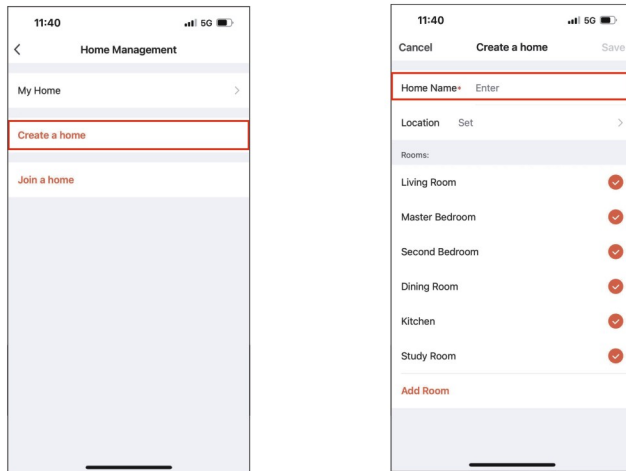 11:40
5G
Home Management
My Home
Create a home
Join a home
11:40
5G
Cancel Create a home Save
Home Name* Enter
Location Set
Rooms:
Living Room
Master Bedroom
Second Bedroom
Dining Room
Kitchen
Study Room
Add Room